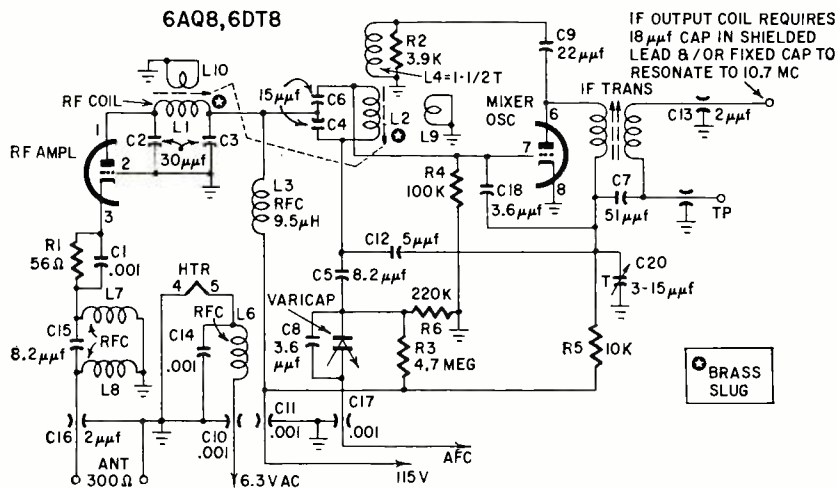 6AQ8,6DT8
L10
RF COIL
1
L1
C2
C3
30μμf
RF AMPL
2
3
R1
56Ω
C1
.001
L7
C15
8.2μμf
RFC
L8
C16
2μμf
ANT
300Ω
HTR
4
5
L6
RFC
C14
.001
C10
.001
6.3V AC
L3
RFC
9.5μH
C11
.001
115V
15μμf
C6
C4
L2
R2
3.9K
L4=1-1/2T
L9
C9
22μμf
MIXER
OSC
6
7
8
R4
100K
C18
3.6μμf
C12
5μμf
C5
8.2μμf
VARICAP
C8
3.6
μμf
220K
R6
R3
4.7 MEG
C17
.001
AFC
IF OUTPUT COIL REQUIRES
18μμf CAP IN SHIELDED
LEAD &/OR FIXED CAP TO
RESONATE TO 10.7 MC
IF TRANS
C13
2μμf
C7
51μμf
TP
T
C20
3-15μμf
R5
10K
BRASS
SLUG